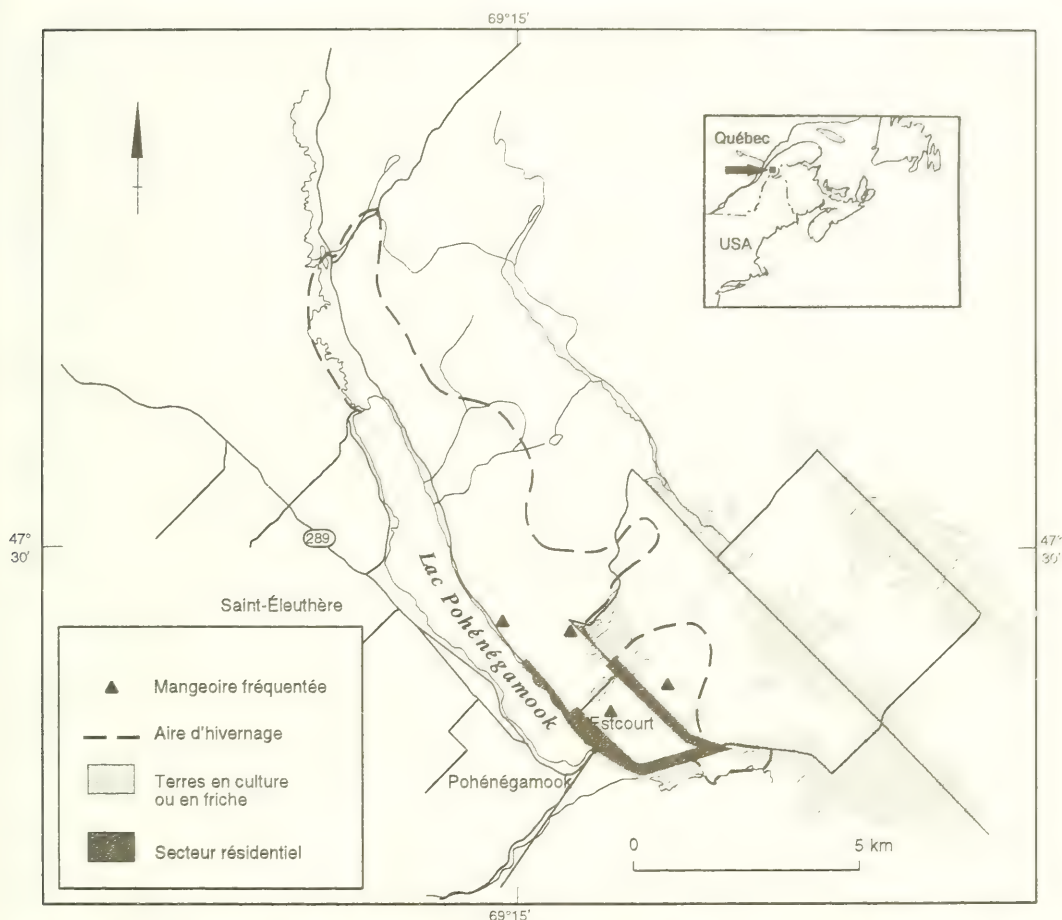 69°15'
Québec
USA
47°
30'
47°
30'
289
Lac Pohénégamook
Saint-Éleuthère
Estcourt
Pohénégamook
Mangeoire fréquentée
Aire d'hivernage
Terres en culture
ou en friche
Secteur résidentiel
0 5 km
69°15'